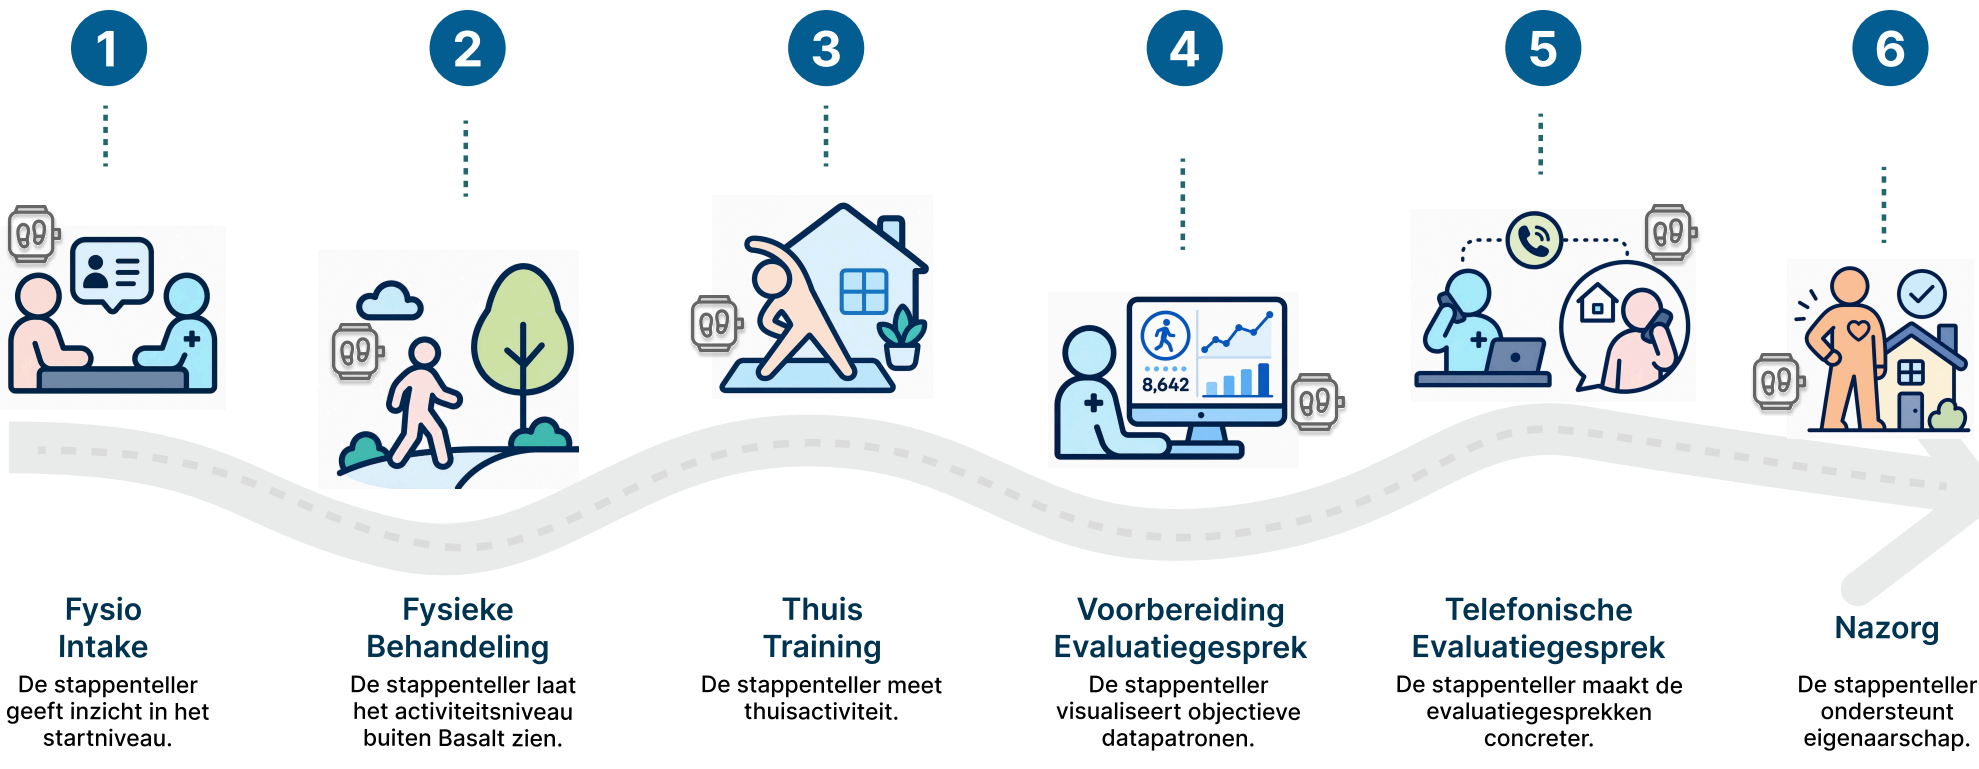 1
2
3
4
5
6
8,642
Fysio
Intake
De stappenteller
geeft inzicht in het
startniveau.
Fysieke
Behandeling
De stappenteller laat
het activiteitsniveau
buiten Basalt zien.
Thuis
Training
De stappenteller meet
thuisactiviteit.
Voorbereiding
Evaluatiegesprek
De stappenteller
visualiseert objectieve
datapatronen.
Telefonische
Evaluatiegesprek
De stappenteller maakt de
evaluatiegesprekken
concreter.
Nazorg
De stappenteller
ondersteunt
eigenaarschap.